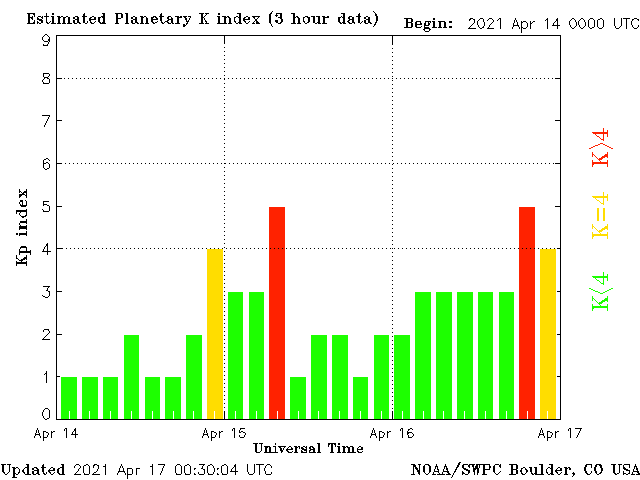 Estimated Planetary K index (3 hour data) Begin: 2021 Apr 14 0000 UTC
9
8
7
6
5
4
3
2
1
0
Kp index
K>4
K=4
K<4
Apr 14 Apr 15 Apr 16 Apr 17
Universal Time
Updated 2021 Apr 17 00:30:04 UTC NOAA/SWPC Boulder, CO USA